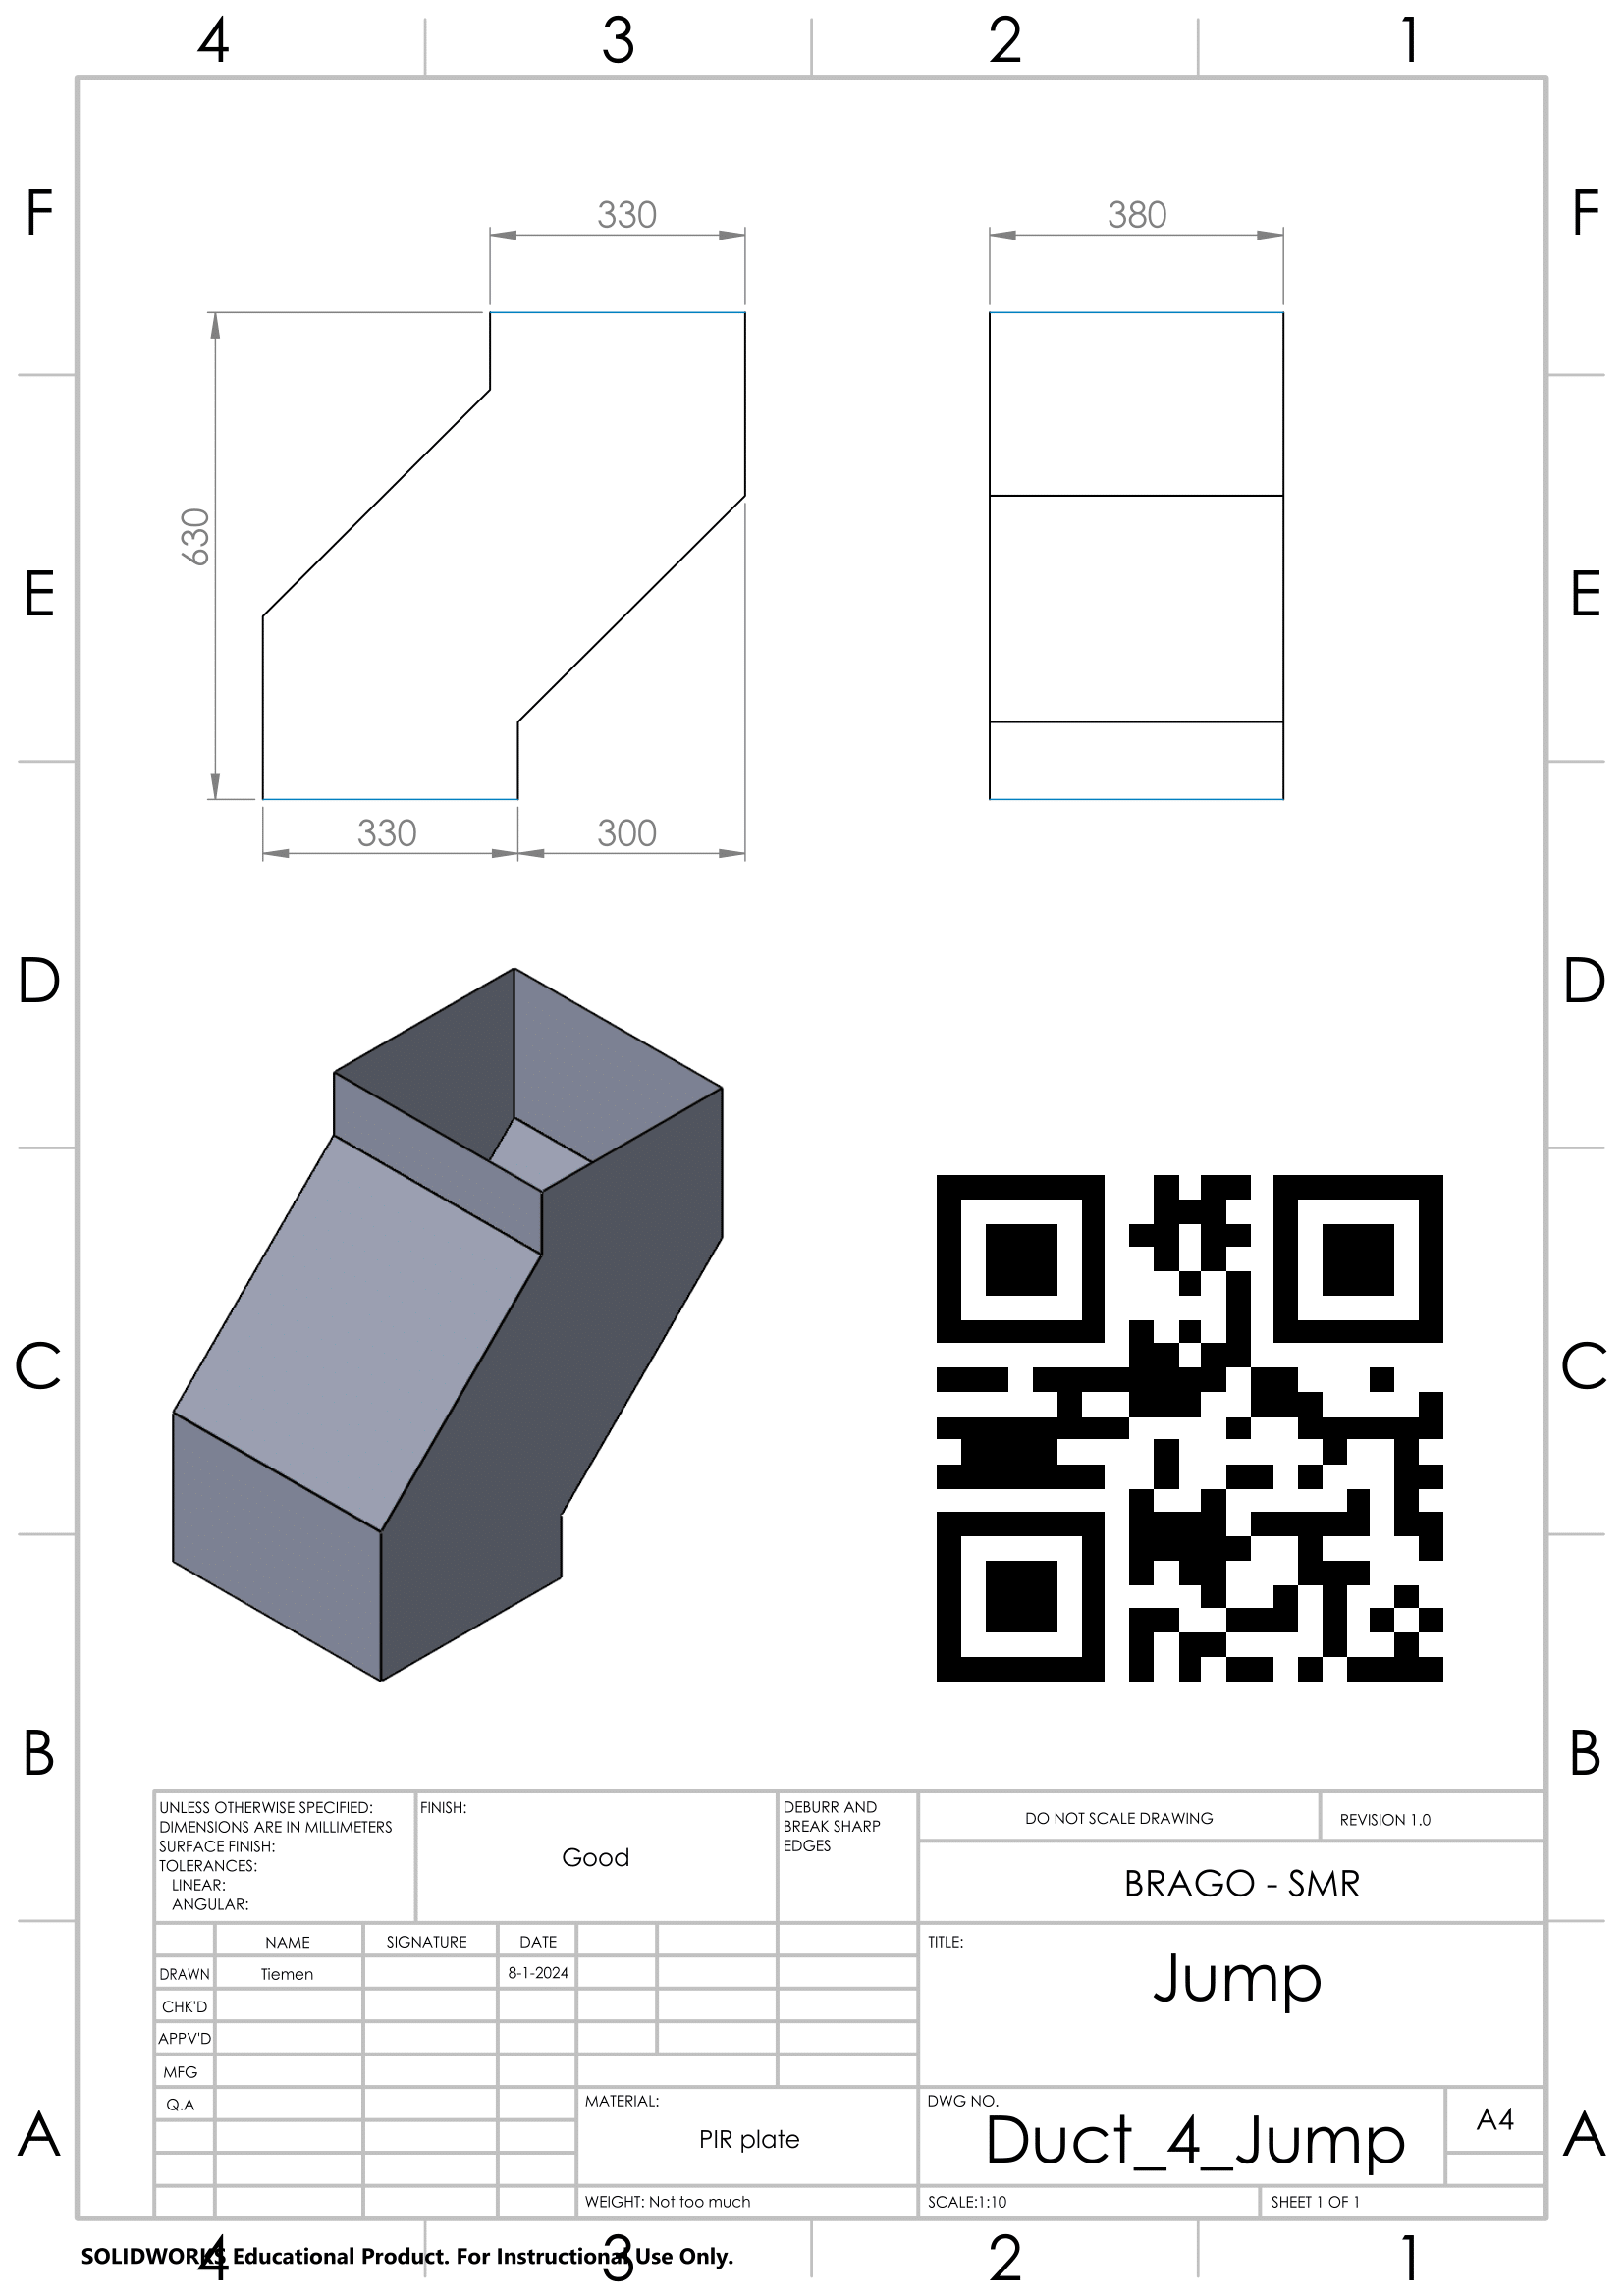 4 3 2 1
F F
330 380
630
E E
330 300
D D
C C
B B
UNLESS OTHERWISE SPECIFIED:
DIMENSIONS ARE IN MILLIMETERS
SURFACE FINISH:
TOLERANCES:
LINEAR:
ANGULAR:
FINISH:
Good
DEBURR AND
BREAK SHARP
EDGES
DO NOT SCALE DRAWING
REVISION 1.0
BRAGO - SMR
NAME SIGNATURE DATE
DRAWN Tiemen 8-1-2024
CHK'D
APPV'D
MFG
Q.A
TITLE:
Jump
MATERIAL:
PIR plate
DWG NO.
Duct_4_Jump
A4
A A
WEIGHT: Not too much
SCALE:1:10
SHEET 1 OF 1
4 3 2 1
SOLIDWORKS Educational Product. For Instructional Use Only.